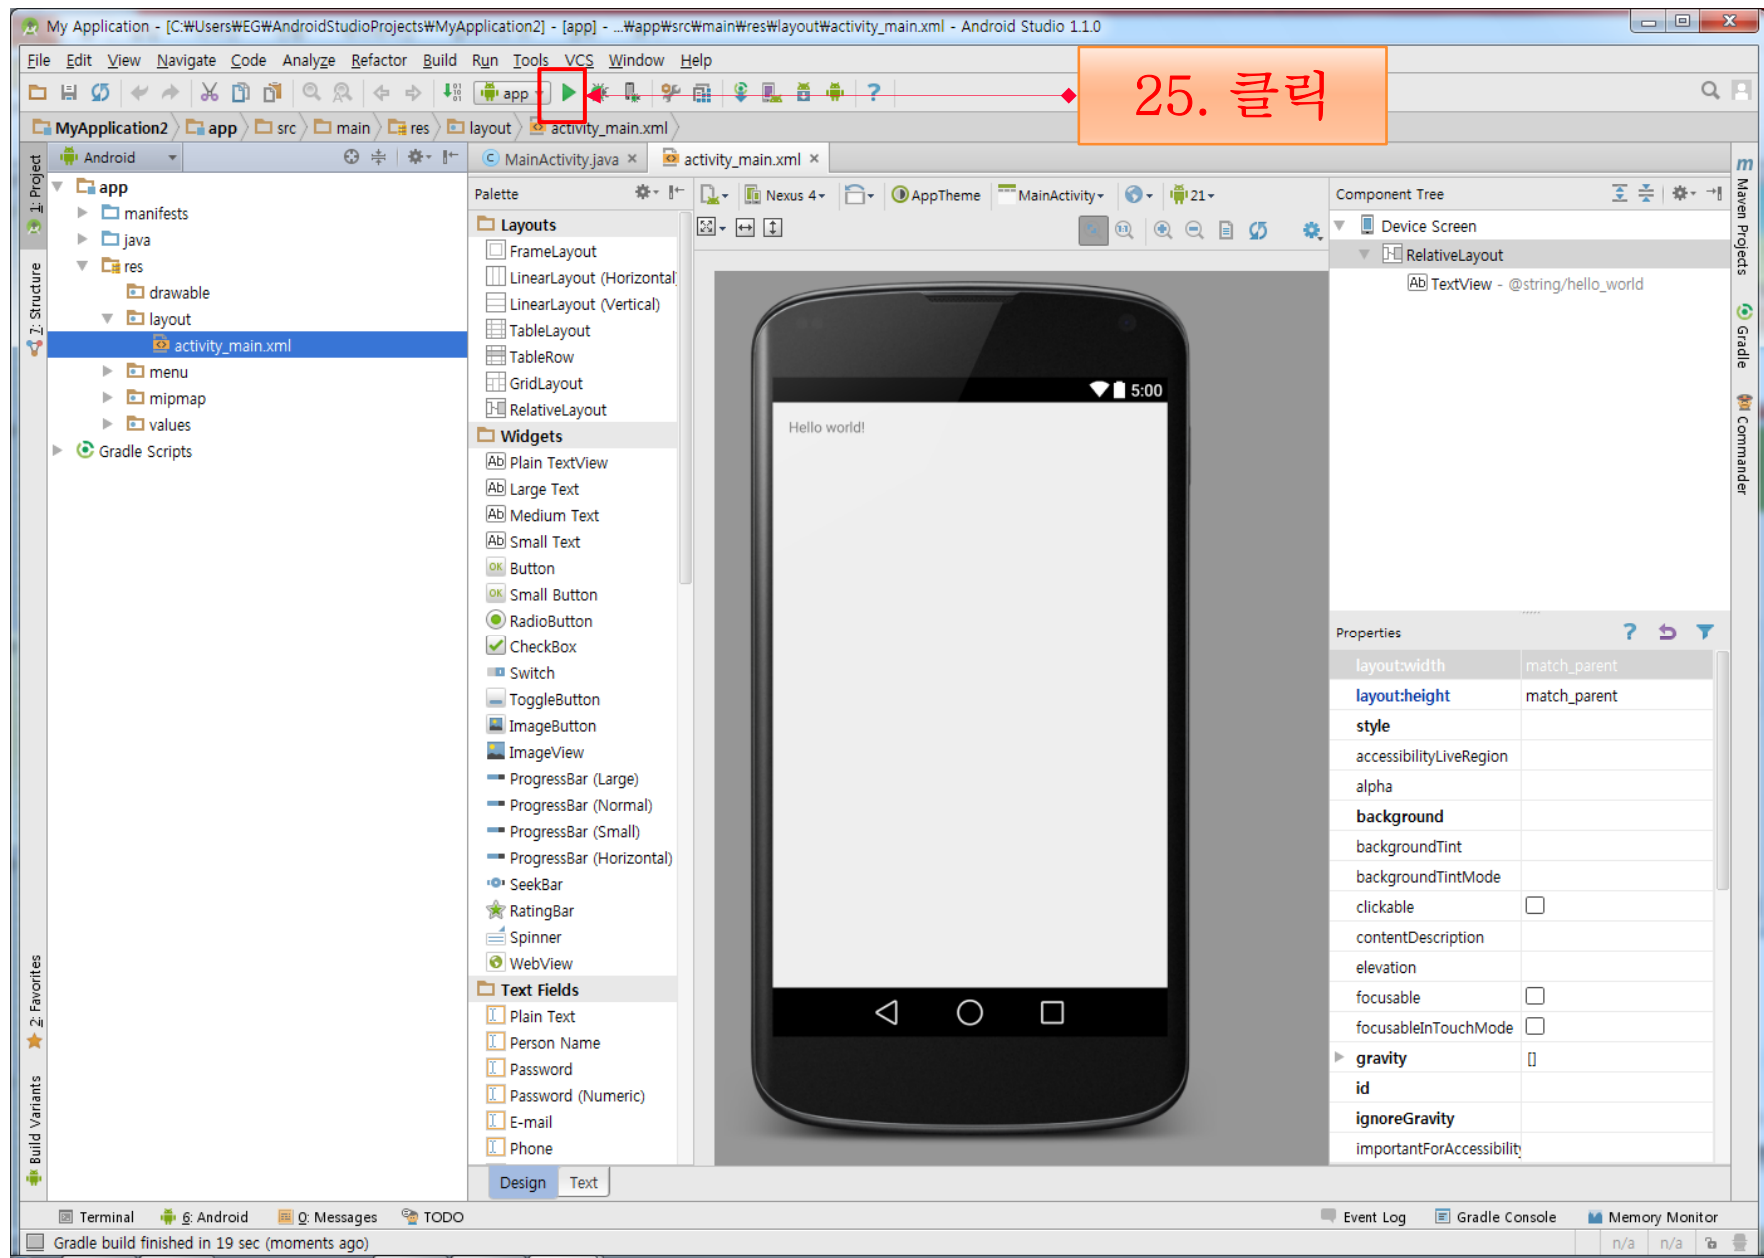 My Application - [C:₩Users₩EG₩AndroidStudioProjects₩MyApplication2] - [app] - ...₩app₩src₩main₩res₩layout₩activity_main.xml - Android Studio 1.1.0
File Edit View Navigate Code Analyze Refactor Build Run Tools VCS Window Help
app
?
25. 클릭
MyApplication2 app src main res layout activity_main.xml
Android
MainActivity.java ×
activity_main.xml ×
1: Project
7: Structure
2: Favorites
Build Variants
app
manifests
java
res
drawable
layout
activity_main.xml
menu
mipmap
values
Gradle Scripts
Palette
Layouts
FrameLayout
LinearLayout (Horizontal
LinearLayout (Vertical)
TableLayout
TableRow
GridLayout
RelativeLayout
Widgets
Ab Plain TextView
Ab Large Text
Ab Medium Text
Ab Small Text
OK Button
OK Small Button
RadioButton
CheckBox
Switch
ToggleButton
ImageButton
ImageView
ProgressBar (Large)
ProgressBar (Normal)
ProgressBar (Small)
ProgressBar (Horizontal)
SeekBar
RatingBar
Spinner
WebView
Text Fields
Plain Text
Person Name
Password
Password (Numeric)
E-mail
Phone
Nexus 4 AppTheme MainActivity 21
5:00
Hello world!
Design Text
Component Tree
Device Screen
RelativeLayout
Ab TextView - @string/hello_world
Properties
?
layout:width match_parent
layout:height match_parent
style
accessibilityLiveRegion
alpha
background
backgroundTint
backgroundTintMode
clickable
contentDescription
elevation
focusable
focusableInTouchMode
gravity []
id
ignoreGravity
importantForAccessibility
m Maven Projects
Gradle
Commander
Terminal 6: Android 0: Messages TODO
Event Log Gradle Console Memory Monitor
Gradle build finished in 19 sec (moments ago)
n/a n/a